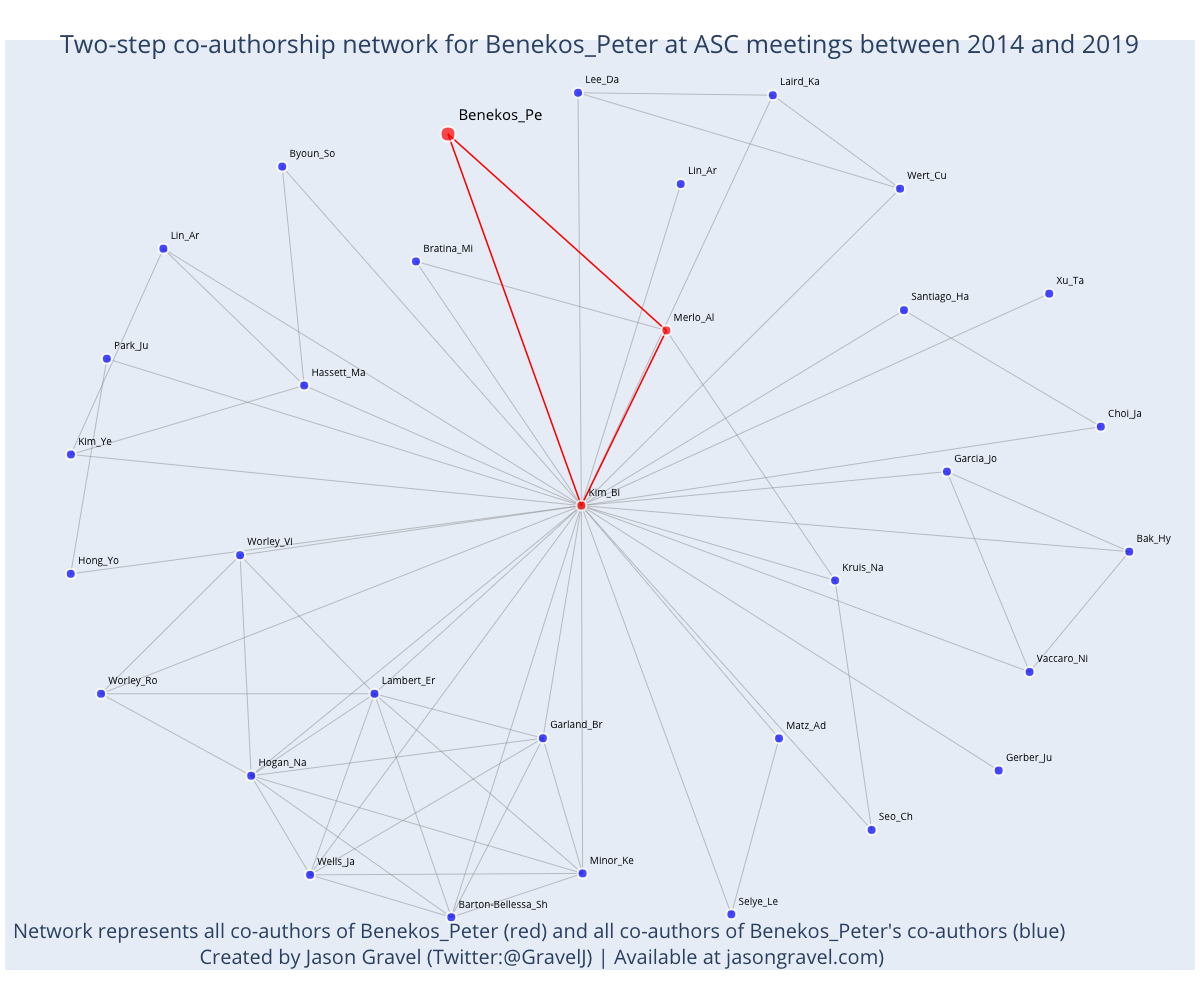 Two-step co-authorship network for Benekos_Peter at ASC meetings between 2014 and 2019
Lee_Da
Laird_Ka
Benekos_Pe
Byoun_So
Lin_Ar
Wert_Cu
Lin_Ar
Bratina_Mi
Xu_Ta
Santiago_Ha
Merlo_Al
Park_Ju
Hassett_Ma
Choi_Ja
Kim_Ye
Garcia_Jo
Kim_Bi
Bak_Hy
Worley_Vi
Hong_Yo
Kruis_Na
Vaccaro_Ni
Worley_Ro
Lambert_Er
Garland_Br
Matz_Ad
Hogan_Na
Gerber_Ju
Seo_Ch
Wells_Ja
Minor_Ke
Barton-Bellessa_Sh
Selye_Le
Network represents all co-authors of Benekos_Peter (red) and all co-authors of Benekos_Peter's co-authors (blue)
Created by Jason Gravel (Twitter:@GravelJ) | Available at jasongravel.com)